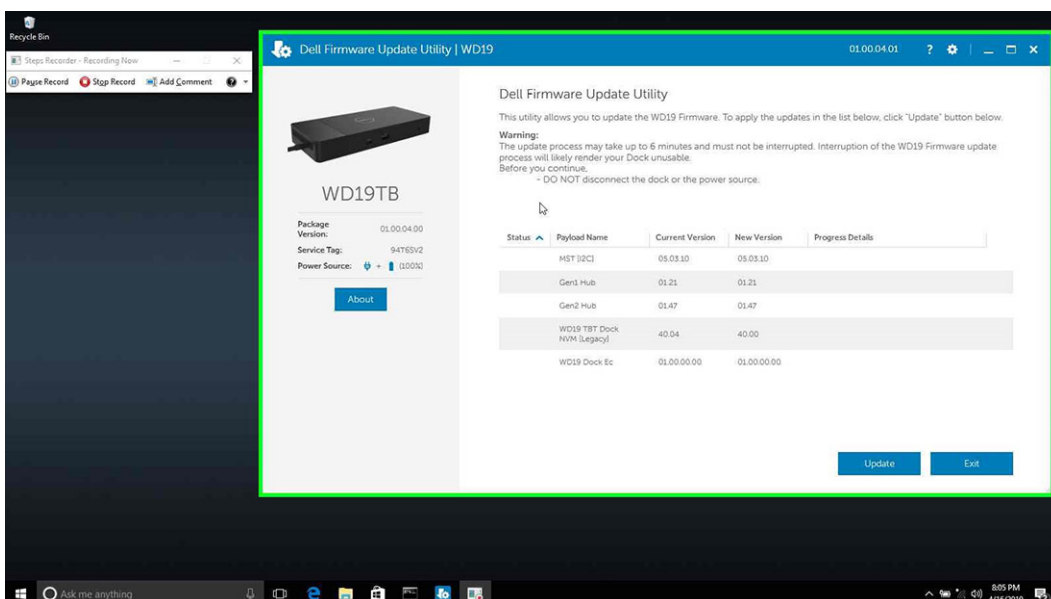 Recycle Bin
Steps Recorder - Recording Now
Pause Record Stop Record Add Comment
Dell Firmware Update Utility | WD19 01.00.04.01 ?
WD19TB
Package Version: 01.00.04.00
Service Tag: 94T6SV2
Power Source: + (100%)
About
Dell Firmware Update Utility
This utility allows you to update the WD19 Firmware. To apply the updates in the list below, click "Update" button below.
Warning:
The update process may take up to 6 minutes and must not be interrupted. Interruption of the WD19 Firmware update
process will likely render your Dock unusable.
Before you continue,
- DO NOT disconnect the dock or the power source.
Status Payload Name Current Version New Version Progress Details
MST [I2C] 05.03.10 05.03.10
Gen1 Hub 01.21 01.21
Gen2 Hub 01.47 01.47
WD19 TBT Dock
NVM [Legacy] 40.04 40.00
WD19 Dock Ec 01.00.00.00 01.00.00.00
Update Exit
Ask me anything
8:05 PM